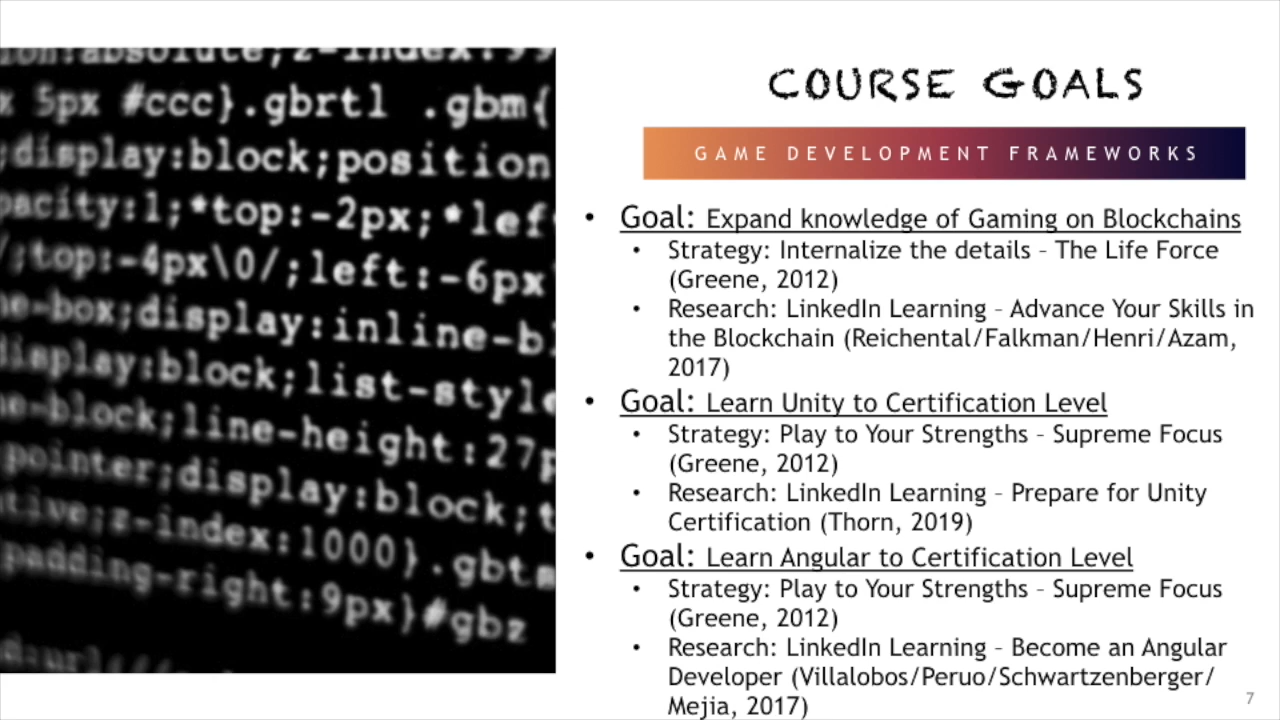 ion:absolute;z-index:99
x 5px #ccc}.gbrtl .gbm{
;display:block;position
pacity:1;*top:-2px;*lef
/;top:-4px\0/;left:-6px
ne-box;display:inline-b
display:block;list-style
ne-block;line-height:27p
pointer;display:block;t
ative;z-index:1000}.gbts
padding-right:9px}#gbz
COURSE GOALS
GAME DEVELOPMENT FRAMEWORKS
• Goal: Expand knowledge of Gaming on Blockchains
• Strategy: Internalize the details – The Life Force
(Greene, 2012)
• Research: LinkedIn Learning – Advance Your Skills in
the Blockchain (Reichental/Falkman/Henri/Azam,
2017)
• Goal: Learn Unity to Certification Level
• Strategy: Play to Your Strengths – Supreme Focus
(Greene, 2012)
• Research: LinkedIn Learning – Prepare for Unity
Certification (Thorn, 2019)
• Goal: Learn Angular to Certification Level
• Strategy: Play to Your Strengths – Supreme Focus
(Greene, 2012)
• Research: LinkedIn Learning – Become an Angular
Developer (Villalobos/Peruo/Schwartzenberger/
Mejia, 2017)
7